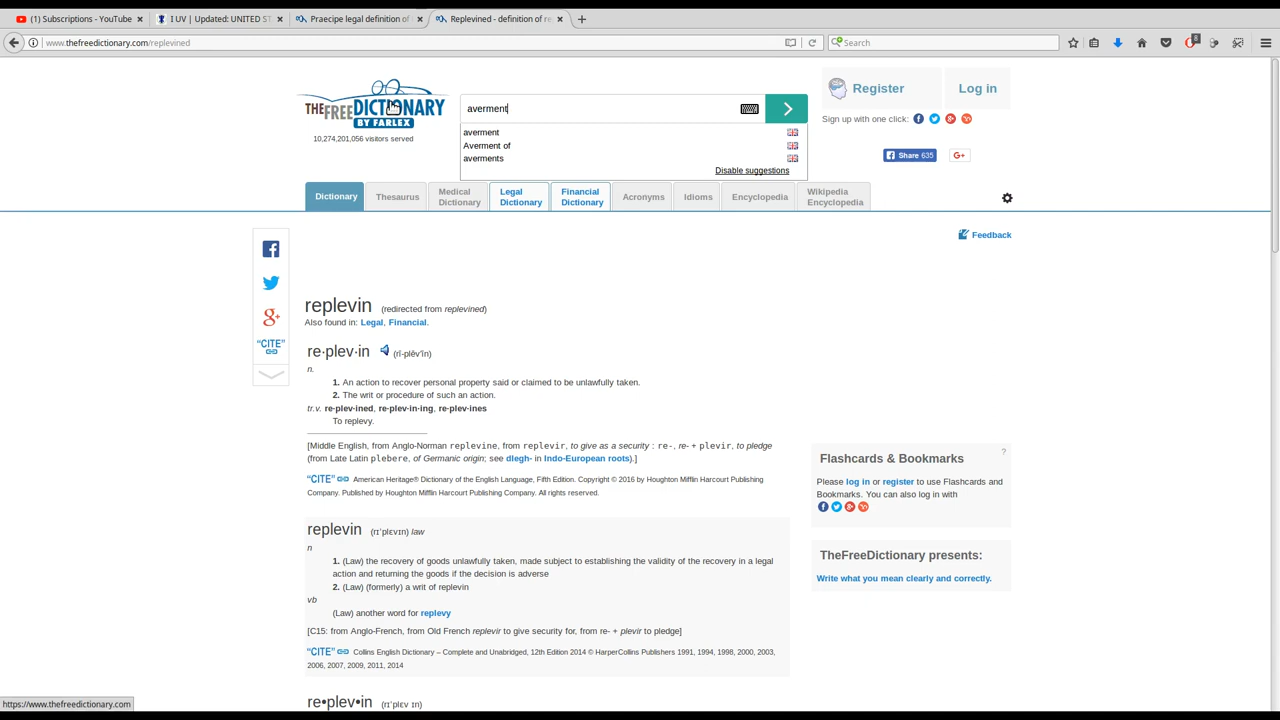 (1) Subscriptions - YouTube
I UV | Updated: UNITED ST
Praecipe legal definition of
Replevined - definition of re
www.thefreedictionary.com/replevined
Search
8
THEFREEDICTIONARY
BY FARLEX
10,274,201,056 visitors served
averment
averment
Averment of
averments
Disable suggestions
Register
Log in
Sign up with one click:
Share 635
G+
Dictionary
Thesaurus
Medical
Dictionary
Legal
Dictionary
Financial
Dictionary
Acronyms
Idioms
Encyclopedia
Wikipedia
Encyclopedia
Feedback
“CITE”
replevin (redirected from replevined)
Also found in: Legal, Financial.
re·plev·in (rĭ-plĕv′ĭn)
n.
1. An action to recover personal property said or claimed to be unlawfully taken.
2. The writ or procedure of such an action.
tr.v. re·plev·ined, re·plev·in·ing, re·plev·ines
To replevy.
[Middle English, from Anglo-Norman replevine, from replevir, to give as a security : re-, re- + plevir, to pledge
(from Late Latin plebere, of Germanic origin; see dlegh- in Indo-European roots).]
“CITE” American Heritage® Dictionary of the English Language, Fifth Edition. Copyright © 2016 by Houghton Mifflin Harcourt Publishing
Company. Published by Houghton Mifflin Harcourt Publishing Company. All rights reserved.
replevin (rɪˈplɛvɪn) law
n
1. (Law) the recovery of goods unlawfully taken, made subject to establishing the validity of the recovery in a legal
action and returning the goods if the decision is adverse
2. (Law) (formerly) a writ of replevin
vb
(Law) another word for replevy
[C15: from Anglo-French, from Old French replevir to give security for, from re- + plevir to pledge]
“CITE” Collins English Dictionary – Complete and Unabridged, 12th Edition 2014 © HarperCollins Publishers 1991, 1994, 1998, 2000, 2003,
2006, 2007, 2009, 2011, 2014
re•plev•in (rɪˈplɛv ɪn)
Flashcards & Bookmarks
?
Please log in or register to use Flashcards and
Bookmarks. You can also log in with
TheFreeDictionary presents:
Write what you mean clearly and correctly.
https://www.thefreedictionary.com